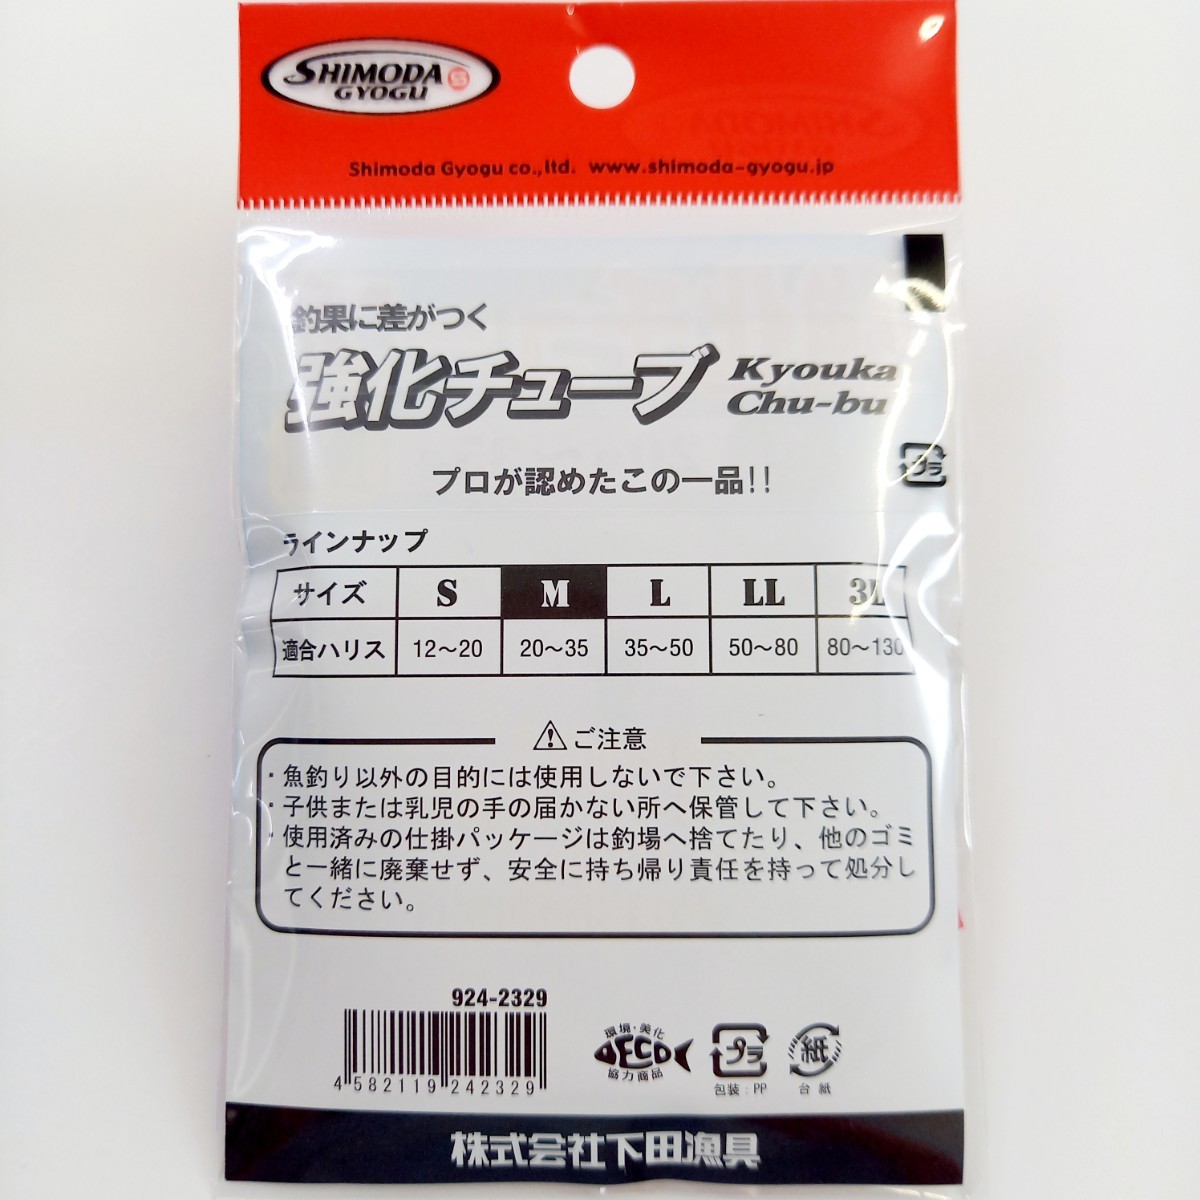 SHIMODA S
GYOGU
Shimoda Gyogu co.,ltd. www.shimoda-gyogu.jp
釣果に差がつく
強化チューブ Kyouka
Chu-bu
プラ
プロが認めたこの一品!!
ラインナップ
サイズ S M L LL 3L
適合ハリス 12〜20 20〜35 35〜50 50〜80 80〜130
⚠ご注意
・魚釣り以外の目的には使用しないで下さい。
・子供または乳児の手の届かない所へ保管して下さい。
・使用済みの仕掛パッケージは釣場へ捨てたり、他のゴミ
と一緒に廃棄せず、安全に持ち帰り責任を持って処分し
てください。
924-2329
4 582119 242329
環境・美化
ECO
協力商品
プラ
包装:PP
紙
台紙
株式会社下田漁具